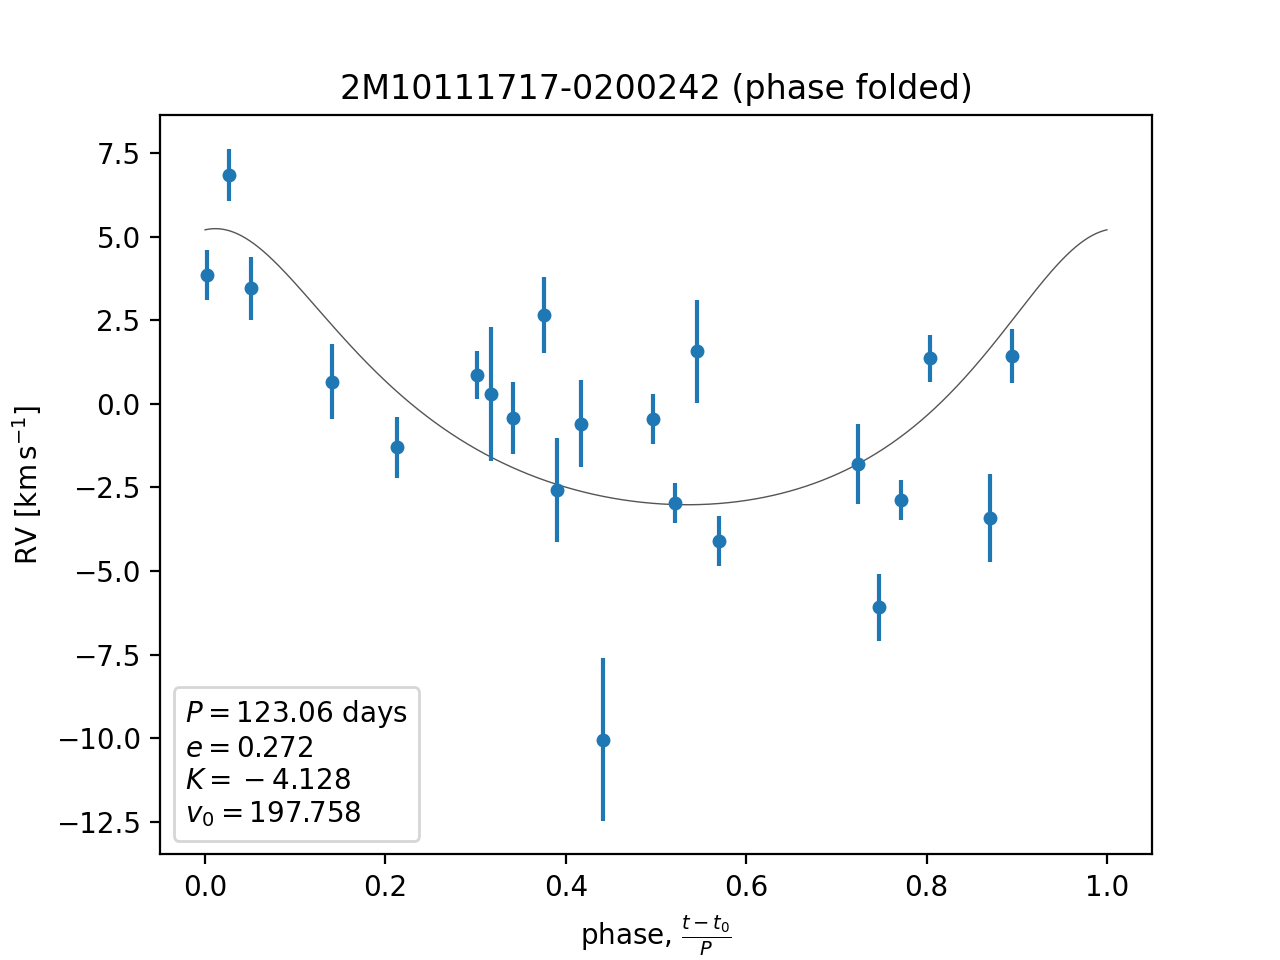 2M10111717-0200242 (phase folded)
7.5
5.0
2.5
0.0
−2.5
−5.0
−7.5
−10.0
−12.5
RV [km s⁻¹]
P = 123.06 days
e = 0.272
K = −4.128
v₀ = 197.758
0.0 0.2 0.4 0.6 0.8 1.0
phase, (t − t₀)/P